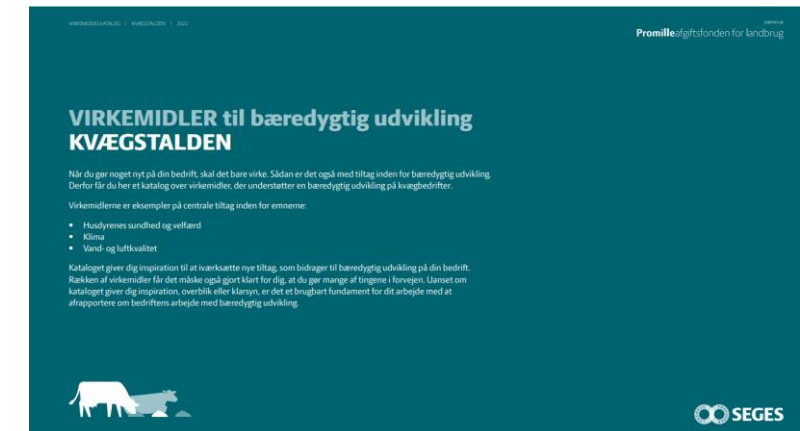 VIRKEMIDDELKATALOG I KVÆGSTALDEN I 2021
STØTTET AF
Promilleafgiftsfonden for landbrug
VIRKEMIDLER til bæredygtig udvikling
KVÆGSTALDEN
Når du gør noget nyt på din bedrift, skal det bare virke. Sådan er det også med tiltag inden for bæredygtig udvikling.
Derfor får du her et katalog over virkemidler, der understøtter en bæredygtig udvikling på kvægbedrifter.
Virkemidlerne er eksempler på centrale tiltag inden for emnerne:
• Husdyrenes sundhed og velfærd
• Klima
• Vand- og luftkvalitet
Kataloget giver dig inspiration til at iværksætte nye tiltag, som bidrager til bæredygtig udvikling på din bedrift.
Rækken af virkemidler får det måske også gjort klart for dig, at du gør mange af tingene i forvejen. Uanset om
kataloget giver dig inspiration, overblik eller klarsyn, er det et brugbart fundament for dit arbejde med at
afrapportere om bedriftens arbejde med bæredygtig udvikling.
SEGES